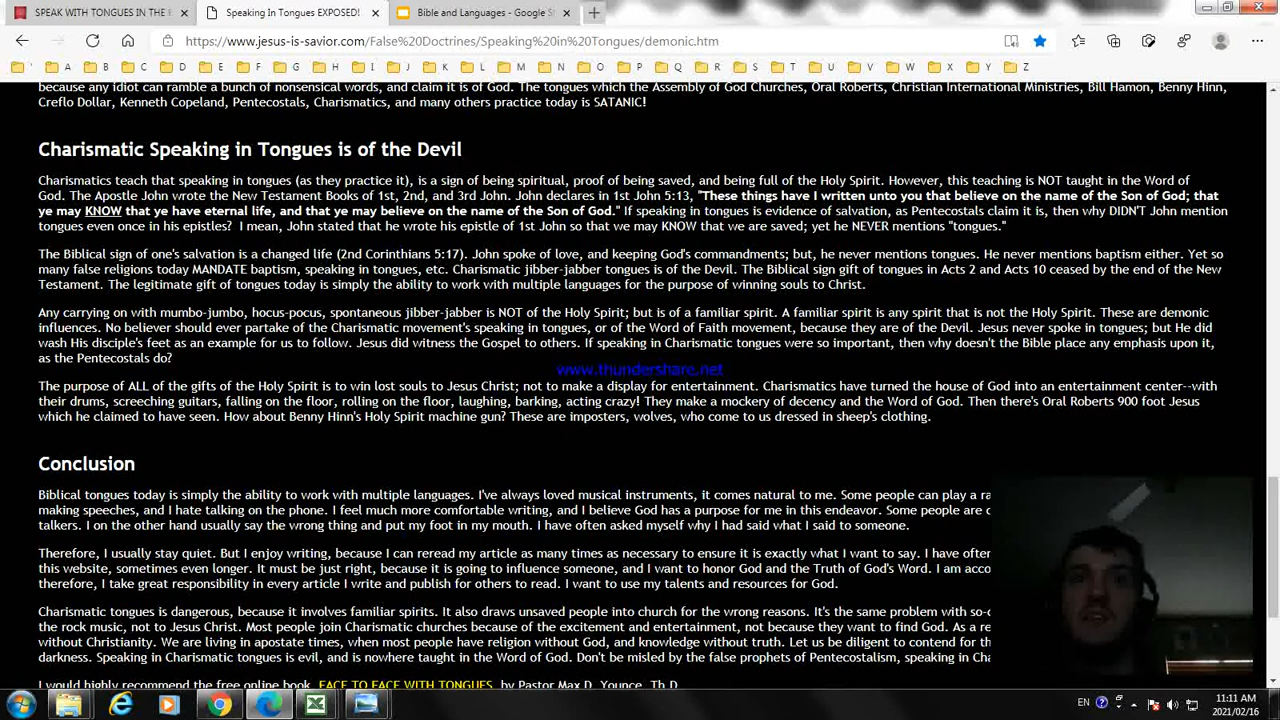 SPEAK WITH TONGUES IN THE
Speaking In Tongues EXPOSED!
Bible and Languages - Google S
https://www.jesus-is-savior.com/False%20Doctrines/Speaking%20in%20Tongues/demonic.htm
' A B C D E F G H I J K L M N O P Q R S T U V W X Y Z
because any idiot can ramble a bunch of nonsensical words, and claim it is of God. The tongues which the Assembly of God Churches, Oral Roberts, Christian International Ministries, Bill Hamon, Benny Hinn,
Creflo Dollar, Kenneth Copeland, Pentecostals, Charismatics, and many others practice today is SATANIC!
Charismatic Speaking in Tongues is of the Devil
Charismatics teach that speaking in tongues (as they practice it), is a sign of being spiritual, proof of being saved, and being full of the Holy Spirit. However, this teaching is NOT taught in the Word of
God. The Apostle John wrote the New Testament Books of 1st, 2nd, and 3rd John. John declares in 1st John 5:13, "These things have I written unto you that believe on the name of the Son of God; that
ye may KNOW that ye have eternal life, and that ye may believe on the name of the Son of God." If speaking in tongues is evidence of salvation, as Pentecostals claim it is, then why DIDN'T John mention
tongues even once in his epistles? I mean, John stated that he wrote his epistle of 1st John so that we may KNOW that we are saved; yet he NEVER mentions "tongues."
The Biblical sign of one's salvation is a changed life (2nd Corinthians 5:17). John spoke of love, and keeping God's commandments; but, he never mentions tongues. He never mentions baptism either. Yet so
many false religions today MANDATE baptism, speaking in tongues, etc. Charismatic jibber-jabber tongues is of the Devil. The Biblical sign gift of tongues in Acts 2 and Acts 10 ceased by the end of the New
Testament. The legitimate gift of tongues today is simply the ability to work with multiple languages for the purpose of winning souls to Christ.
Any carrying on with mumbo-jumbo, hocus-pocus, spontaneous jibber-jabber is NOT of the Holy Spirit; but is of a familiar spirit. A familiar spirit is any spirit that is not the Holy Spirit. These are demonic
influences. No believer should ever partake of the Charismatic movement's speaking in tongues, or of the Word of Faith movement, because they are of the Devil. Jesus never spoke in tongues; but He did
wash His disciple's feet as an example for us to follow. Jesus did witness the Gospel to others. If speaking in Charismatic tongues were so important, then why doesn't the Bible place any emphasis upon it,
as the Pentecostals do?
www.thundershare.net
The purpose of ALL of the gifts of the Holy Spirit is to win lost souls to Jesus Christ; not to make a display for entertainment. Charismatics have turned the house of God into an entertainment center--with
their drums, screeching guitars, falling on the floor, rolling on the floor, laughing, barking, acting crazy! They make a mockery of decency and the Word of God. Then there's Oral Roberts 900 foot Jesus
which he claimed to have seen. How about Benny Hinn's Holy Spirit machine gun? These are imposters, wolves, who come to us dressed in sheep's clothing.
Conclusion
Biblical tongues today is simply the ability to work with multiple languages. I've always loved musical instruments, it comes natural to me. Some people can play a ra
making speeches, and I hate talking on the phone. I feel much more comfortable writing, and I believe God has a purpose for me in this endeavor. Some people are
talkers. I on the other hand usually say the wrong thing and put my foot in my mouth. I have often asked myself why I had said what I said to someone.
Therefore, I usually stay quiet. But I enjoy writing, because I can reread my article as many times as necessary to ensure it is exactly what I want to say. I have ofter
this website, sometimes even longer. It must be just right, because it is going to influence someone, and I want to honor God and the Truth of God's Word. I am acco
therefore, I take great responsibility in every article I write and publish for others to read. I want to use my talents and resources for God.
Charismatic tongues is dangerous, because it involves familiar spirits. It also draws unsaved people into church for the wrong reasons. It's the same problem with so-c
the rock music, not to Jesus Christ. Most people join Charismatic churches because of the excitement and entertainment, not because they want to find God. As a re
without Christianity. We are living in apostate times, when most people have religion without God, and knowledge without truth. Let us be diligent to contend for th
darkness. Speaking in Charismatic tongues is evil, and is nowhere taught in the Word of God. Don't be misled by the false prophets of Pentecostalism, speaking in Cha
I would highly recommend the free online book, FACE TO FACE WITH TONGUES, by Pastor Max D. Younce, Th.D.
EN
11:11 AM
2021/02/16